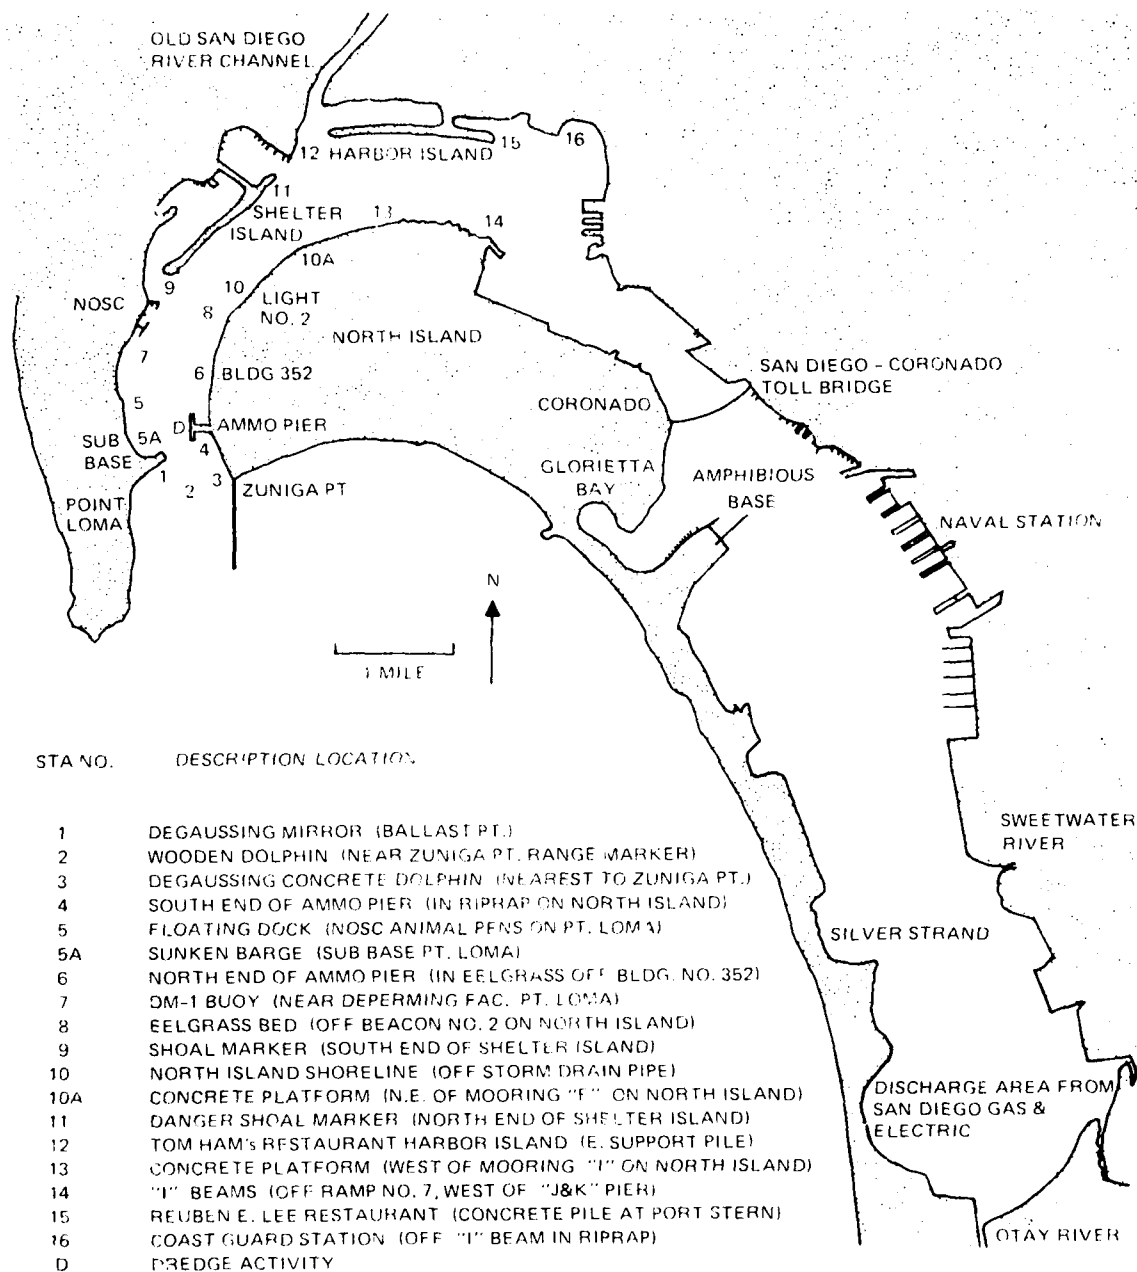 OLD SAN DIEGO
RIVER CHANNEL
12 HARBOR ISLAND
15
16
11
SHELTER
ISLAND
13
14
10A
9
10
NOSC
8
LIGHT
NO. 2
NORTH ISLAND
7
6 BLDG 352
SAN DIEGO - CORONADO
TOLL BRIDGE
5
CORONADO
D
AMMO PIER
SUB
BASE
5A
4
1
2
3
ZUNIGA PT
GLORIETTA
BAY
AMPHIBIOUS
BASE
POINT
LOMA
NAVAL STATION
N
1 MILE
STA NO. DESCRIPTION LOCATION
1 DEGAUSSING MIRROR (BALLAST PT.)
2 WOODEN DOLPHIN (NEAR ZUNIGA PT. RANGE MARKER)
3 DEGAUSSING CONCRETE DOLPHIN (NEAREST TO ZUNIGA PT.)
4 SOUTH END OF AMMO PIER (IN RIPRAP ON NORTH ISLAND)
5 FLOATING DOCK (NOSC ANIMAL PENS ON PT. LOMA)
5A SUNKEN BARGE (SUB BASE PT. LOMA)
6 NORTH END OF AMMO PIER (IN EELGRASS OFF BLDG. NO. 352)
7 DM-1 BUOY (NEAR DEPERMING FAC. PT. LOMA)
8 EELGRASS BED (OFF BEACON NO. 2 ON NORTH ISLAND)
9 SHOAL MARKER (SOUTH END OF SHELTER ISLAND)
10 NORTH ISLAND SHORELINE (OFF STORM DRAIN PIPE)
10A CONCRETE PLATFORM (N.E. OF MOORING "F" ON NORTH ISLAND)
11 DANGER SHOAL MARKER (NORTH END OF SHELTER ISLAND)
12 TOM HAM's RESTAURANT HARBOR ISLAND (E. SUPPORT PILE)
13 CONCRETE PLATFORM (WEST OF MOORING "I" ON NORTH ISLAND)
14 "I" BEAMS (OFF RAMP NO. 7, WEST OF "J&K" PIER)
15 REUBEN E. LEE RESTAURANT (CONCRETE PILE AT PORT STERN)
16 COAST GUARD STATION (OFF "I" BEAM IN RIPRAP)
D DREDGE ACTIVITY
SWEETWATER
RIVER
SILVER STRAND
DISCHARGE AREA FROM
SAN DIEGO GAS &
ELECTRIC
OTAY RIVER